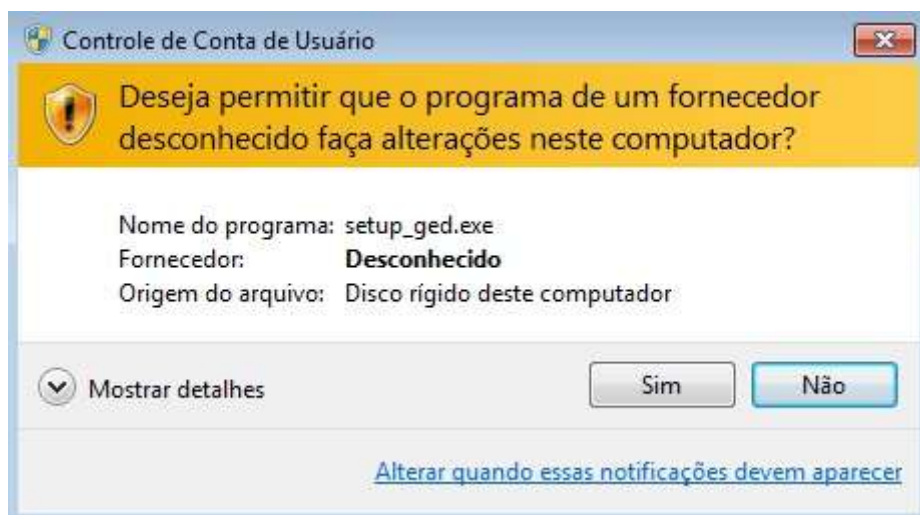 Controle de Conta de Usuário
Deseja permitir que o programa de um fornecedor
desconhecido faça alterações neste computador?
Nome do programa: setup_ged.exe
Fornecedor: Desconhecido
Origem do arquivo: Disco rígido deste computador
Mostrar detalhes Sim Não
Alterar quando essas notificações devem aparecer